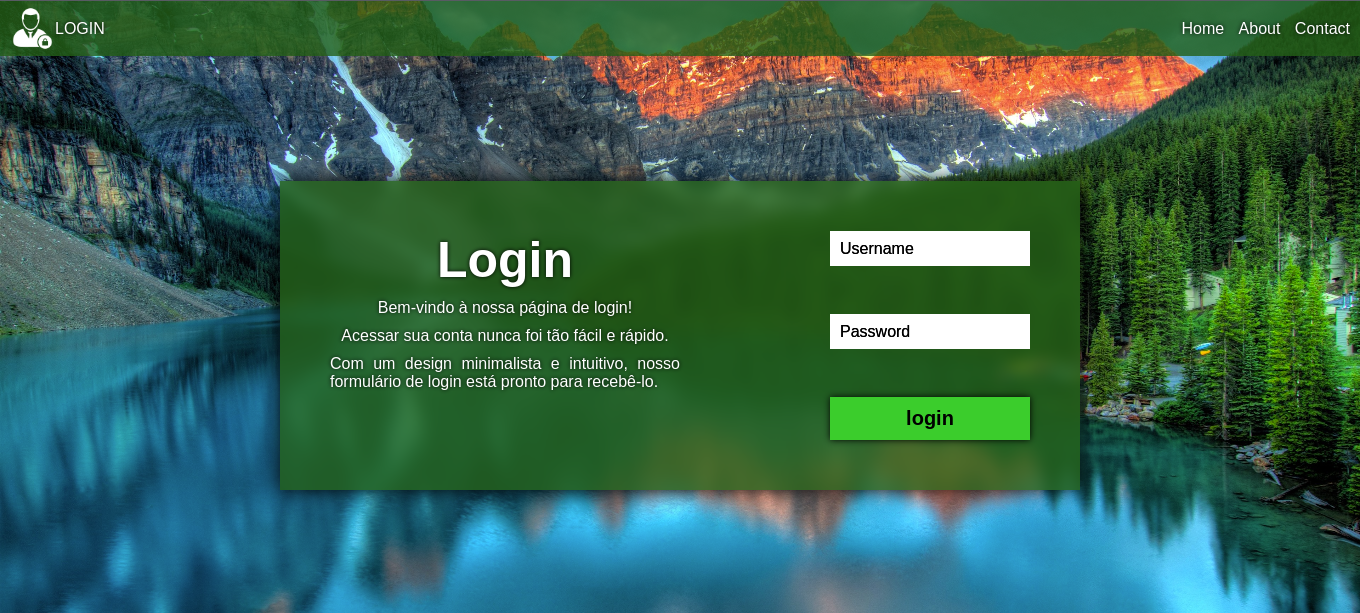 LOGIN
Home About Contact
Login
Bem-vindo à nossa página de login!
Acessar sua conta nunca foi tão fácil e rápido.
Com um design minimalista e intuitivo, nosso
formulário de login está pronto para recebê-lo.
Username
Password
login